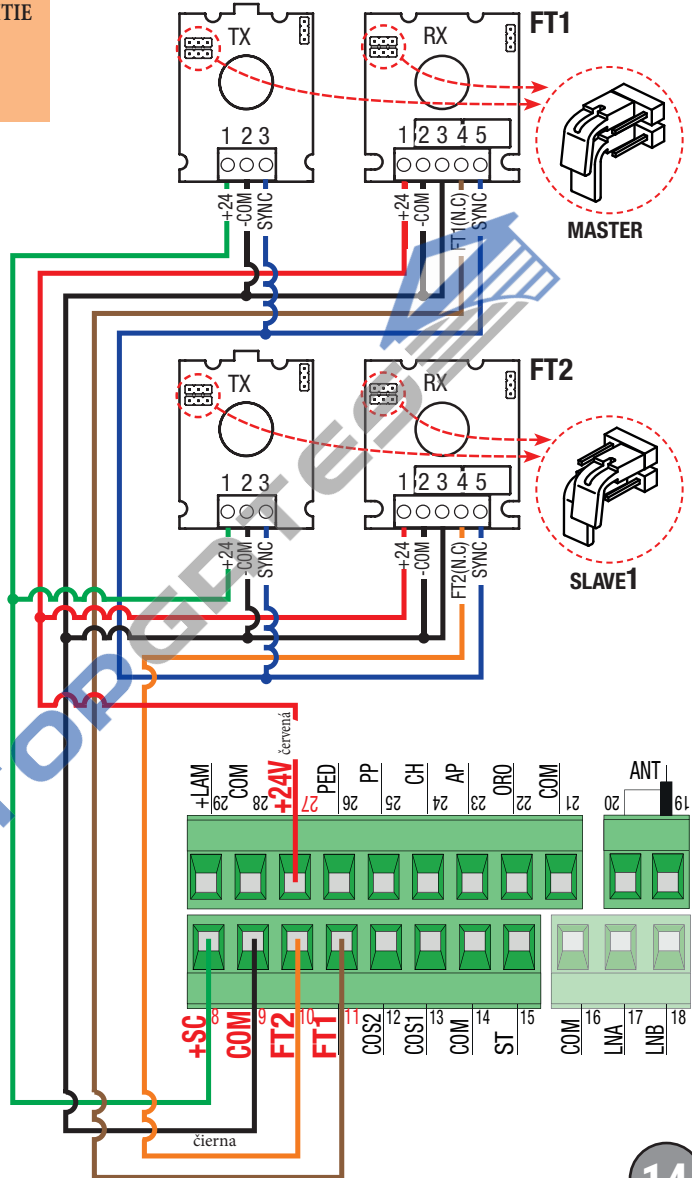 TIE
TX
RX
FT1
1 2 3
1 2 3 4 5
+24
-COM
SYNC
+24
-COM
FT1(N.C)
SYNC
MASTER
TX
RX
FT2
1 2 3
1 2 3 4 5
+24
-COM
SYNC
+24
-COM
FT2(N.C)
SYNC
SLAVE1
TOPGATES
červená
+LAM COM +24V PED PP CH AP ORO COM ANT
29 28 27 26 25 24 23 22 21 20 19
8 9 10 11 12 13 14 15 16 17 18
+SC COM FT2 FT1 COS2 COS1 COM ST COM LNA LNB
čierna
14